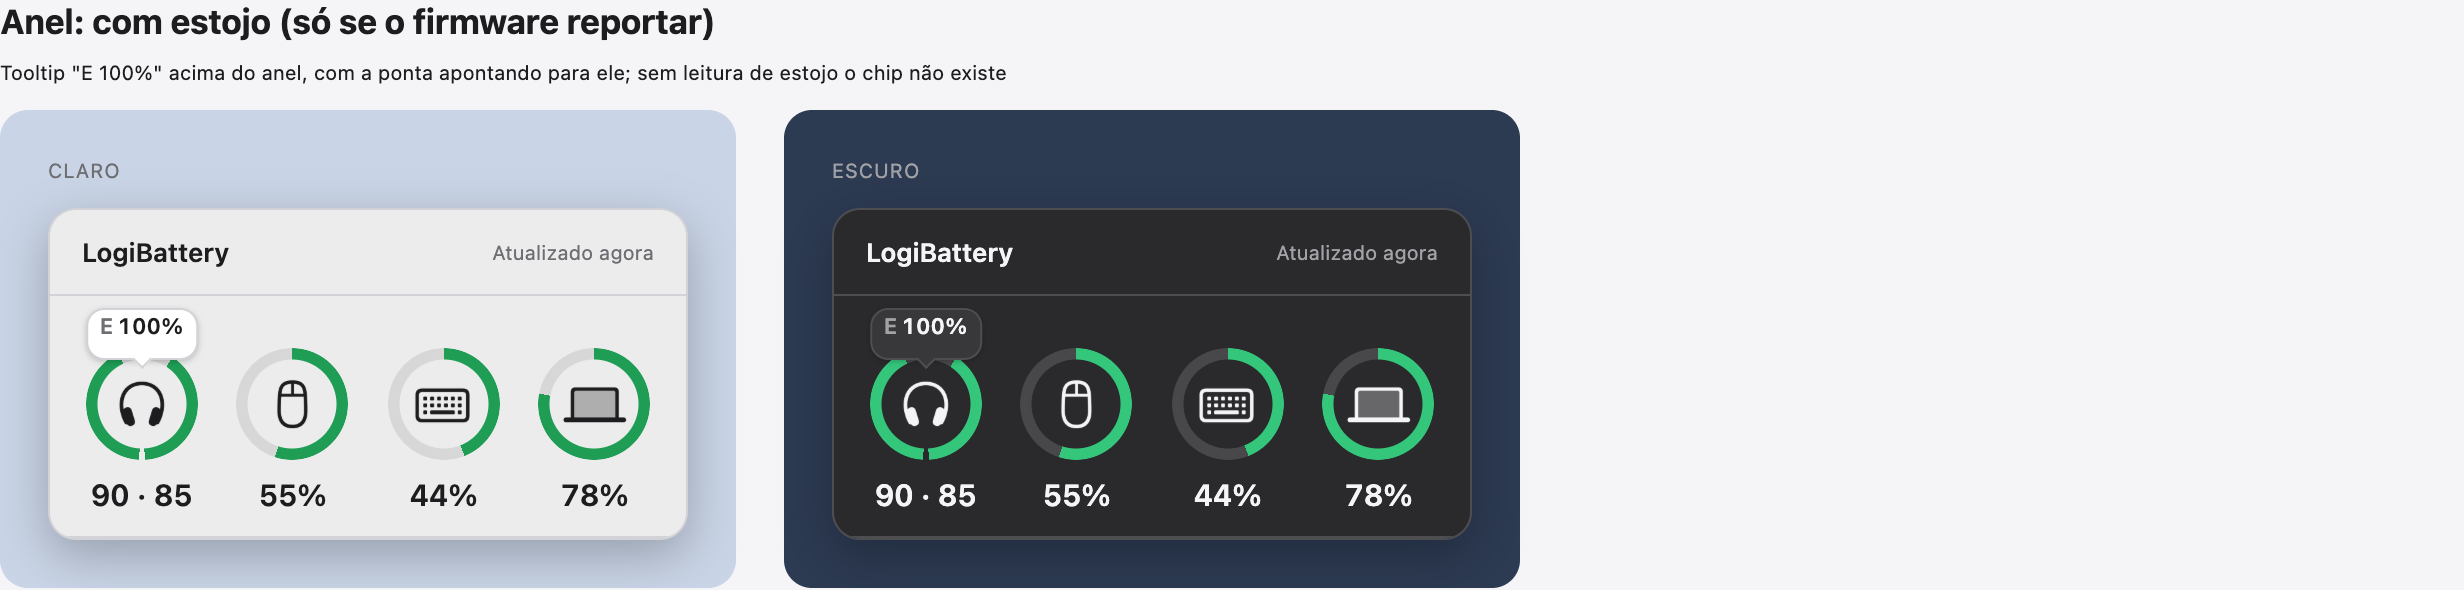 Anel: com estojo (só se o firmware reportar)
Tooltip "E 100%" acima do anel, com a ponta apontando para ele; sem leitura de estojo o chip não existe
CLARO
LogiBattery
Atualizado agora
E 100%
90 · 85
55%
44%
78%
ESCURO
LogiBattery
Atualizado agora
E 100%
90 · 85
55%
44%
78%